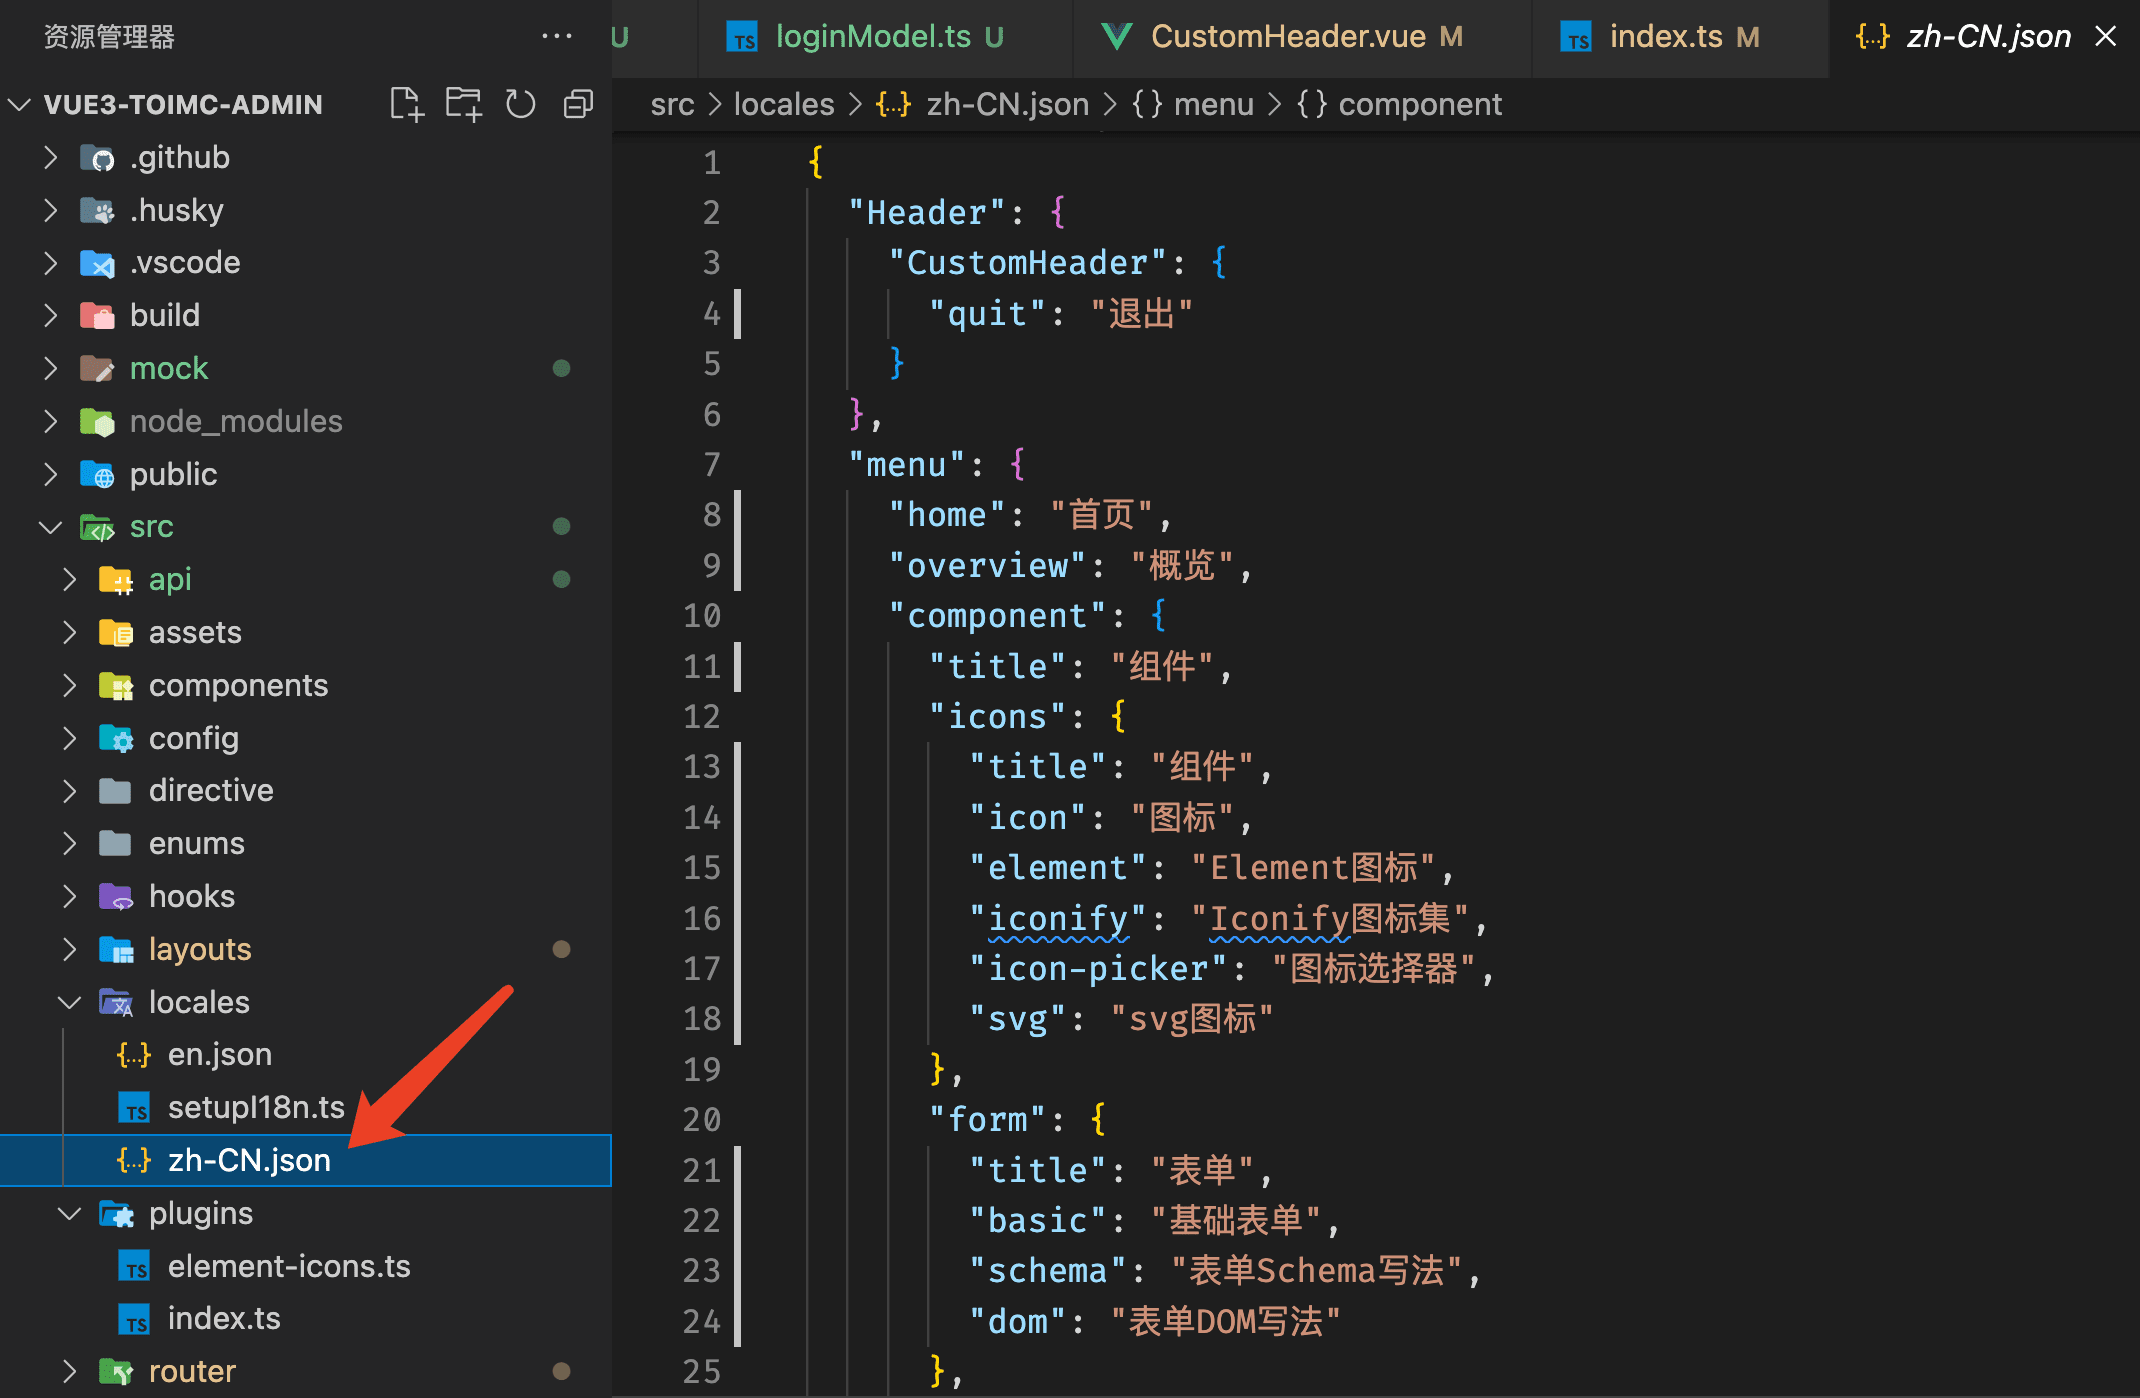 资源管理器 ···
VUE3-TOIMC-ADMIN
.github
.husky
.vscode
build
mock
node_modules
public
src
api
assets
components
config
directive
enums
hooks
layouts
locales
{..} en.json
TS setupI18n.ts
{..} zh-CN.json
plugins
TS element-icons.ts
TS index.ts
router
U
TS loginModel.ts U
CustomHeader.vue M
TS index.ts M
{..} zh-CN.json
src > locales > {..} zh-CN.json > {} menu > {} component
1 {
2 "Header": {
3 "CustomHeader": {
4 "quit": "退出"
5 }
6 },
7 "menu": {
8 "home": "首页",
9 "overview": "概览",
10 "component": {
11 "title": "组件",
12 "icons": {
13 "title": "组件",
14 "icon": "图标",
15 "element": "Element图标",
16 "iconify": "Iconify图标集",
17 "icon-picker": "图标选择器",
18 "svg": "svg图标"
19 },
20 "form": {
21 "title": "表单",
22 "basic": "基础表单",
23 "schema": "表单Schema写法",
24 "dom": "表单DOM写法"
25 },